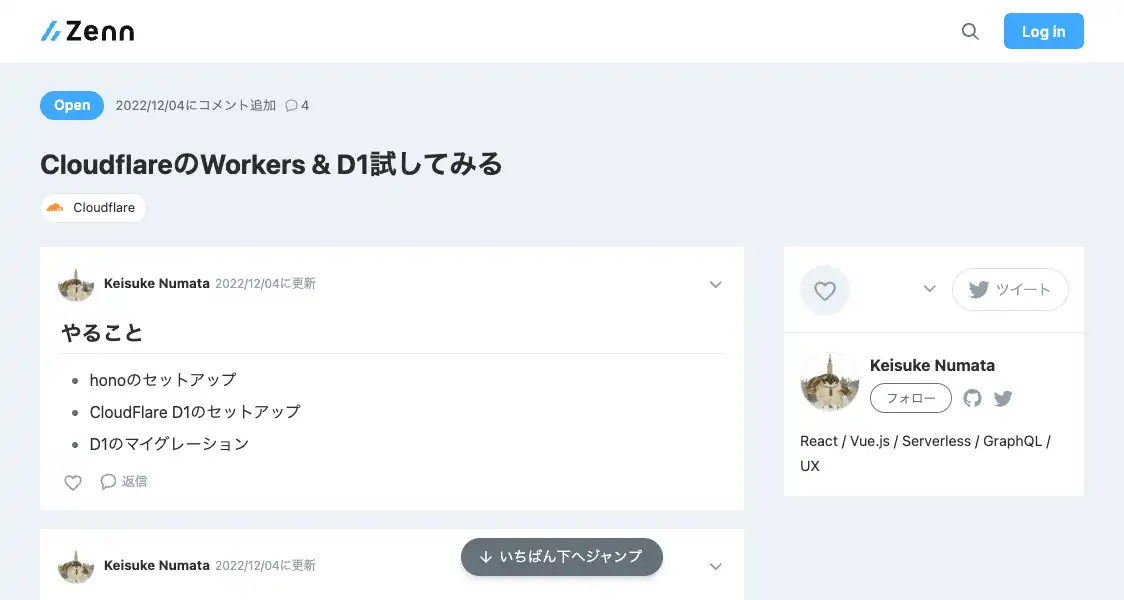 Zenn
Log in
Open 2022/12/04にコメント追加 4
CloudflareのWorkers & D1試してみる
Cloudflare
Keisuke Numata 2022/12/04に更新
やること
honoのセットアップ
CloudFlare D1のセットアップ
D1のマイグレーション
返信
ツイート
Keisuke Numata
フォロー
React / Vue.js / Serverless / GraphQL /
UX
Keisuke Numata 2022/12/04に更新
いちばん下へジャンプ